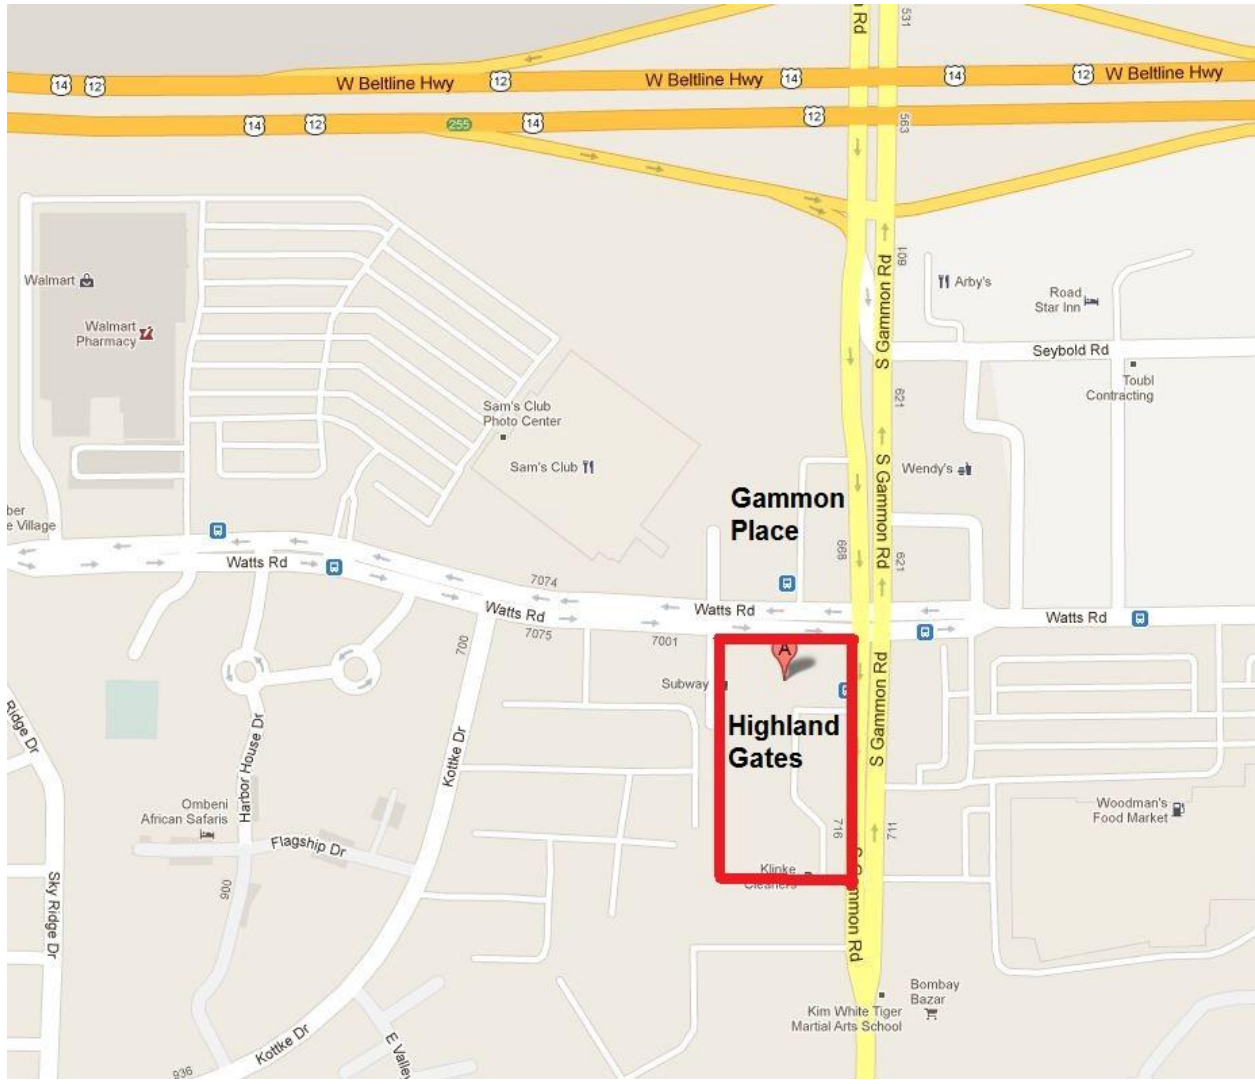 n Rd
531
14
12
W Beltline Hwy
12
W Beltline Hwy
14
14
12
W Beltline Hwy
14
12
255
14
12
563
601
S Gammon Rd
Arby's
Road
Star Inn
Walmart
Walmart
Pharmacy
Seybold Rd
Toubl
Contracting
621
Sam's Club
Photo Center
Sam's Club
Wendy's
S Gammon Rd
Gammon
Place
ber
e Village
668
621
Watts Rd
7074
Watts Rd
Watts Rd
Watts Rd
7075
7001
700
A
Subway
S Gammon Rd
Highland
Gates
Ridge Dr
Harbor House Dr
Kottke Dr
Ombeni
African Safaris
Woodman's
Food Market
716
711
Flagship Dr
Klinke
Cleaners
900
Sky Ridge Dr
S Gammon Rd
Bombay
Bazar
Kim White Tiger
Martial Arts School
Kottke Dr
E Valley
936